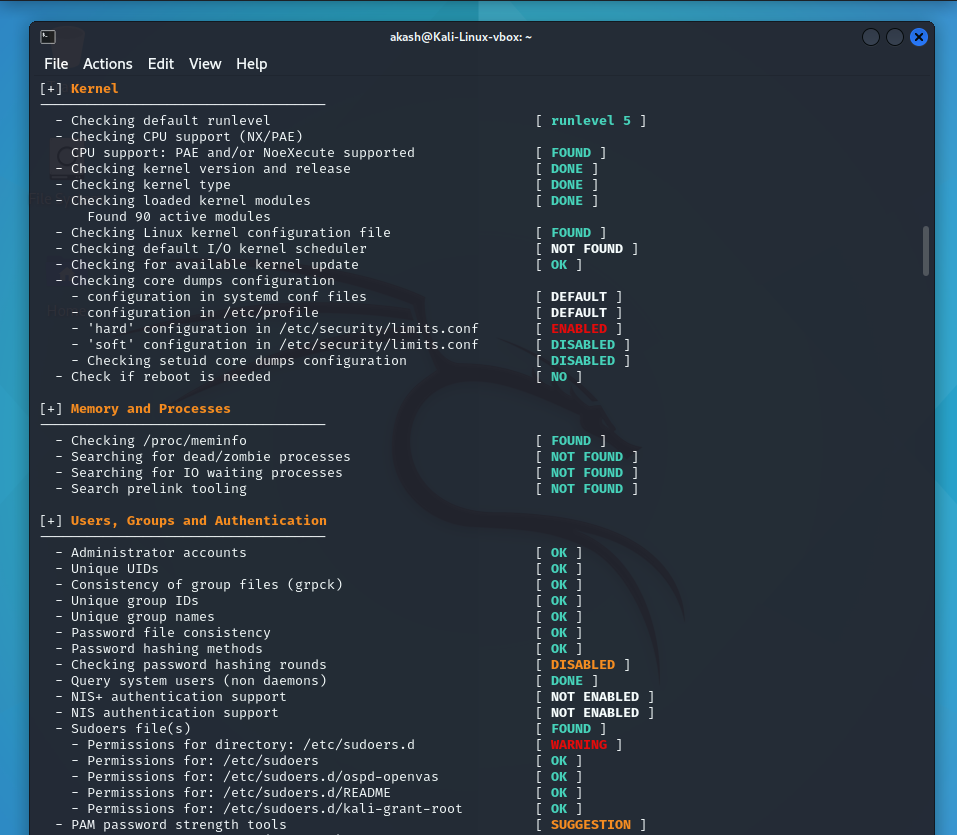 akash@Kali-Linux-vbox: ~
File Actions Edit View Help
[+] Kernel
- Checking default runlevel [ runlevel 5 ]
- Checking CPU support (NX/PAE)
CPU support: PAE and/or NoeXecute supported [ FOUND ]
- Checking kernel version and release [ DONE ]
- Checking kernel type [ DONE ]
- Checking loaded kernel modules [ DONE ]
Found 90 active modules
- Checking Linux kernel configuration file [ FOUND ]
- Checking default I/O kernel scheduler [ NOT FOUND ]
- Checking for available kernel update [ OK ]
- Checking core dumps configuration
- configuration in systemd conf files [ DEFAULT ]
- configuration in /etc/profile [ DEFAULT ]
- 'hard' configuration in /etc/security/limits.conf [ ENABLED ]
- 'soft' configuration in /etc/security/limits.conf [ DISABLED ]
- Checking setuid core dumps configuration [ DISABLED ]
- Check if reboot is needed [ NO ]
[+] Memory and Processes
- Checking /proc/meminfo [ FOUND ]
- Searching for dead/zombie processes [ NOT FOUND ]
- Searching for IO waiting processes [ NOT FOUND ]
- Search prelink tooling [ NOT FOUND ]
[+] Users, Groups and Authentication
- Administrator accounts [ OK ]
- Unique UIDs [ OK ]
- Consistency of group files (grpck) [ OK ]
- Unique group IDs [ OK ]
- Unique group names [ OK ]
- Password file consistency [ OK ]
- Password hashing methods [ OK ]
- Checking password hashing rounds [ DISABLED ]
- Query system users (non daemons) [ DONE ]
- NIS+ authentication support [ NOT ENABLED ]
- NIS authentication support [ NOT ENABLED ]
- Sudoers file(s) [ FOUND ]
- Permissions for directory: /etc/sudoers.d [ WARNING ]
- Permissions for: /etc/sudoers [ OK ]
- Permissions for: /etc/sudoers.d/ospd-openvas [ OK ]
- Permissions for: /etc/sudoers.d/README [ OK ]
- Permissions for: /etc/sudoers.d/kali-grant-root [ OK ]
- PAM password strength tools [ SUGGESTION ]